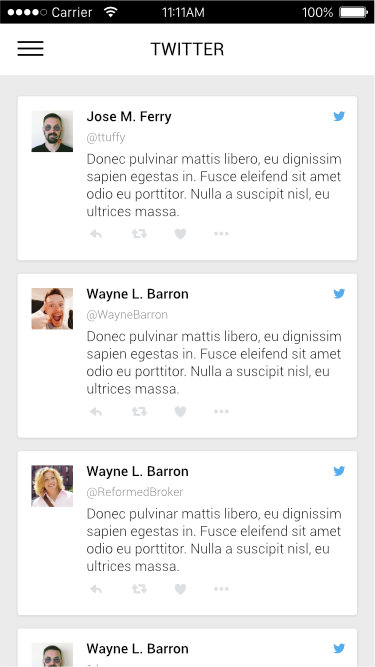 Carrier 11:11AM 100%
TWITTER
Jose M. Ferry
@ttuffy
Donec pulvinar mattis libero, eu dignissim
sapien egestas in. Fusce eleifend sit amet
odio eu porttitor. Nulla a suscipit nisl, eu
ultrices massa.
Wayne L. Barron
@WayneBarron
Donec pulvinar mattis libero, eu dignissim
sapien egestas in. Fusce eleifend sit amet
odio eu porttitor. Nulla a suscipit nisl, eu
ultrices massa.
Wayne L. Barron
@ReformedBroker
Donec pulvinar mattis libero, eu dignissim
sapien egestas in. Fusce eleifend sit amet
odio eu porttitor. Nulla a suscipit nisl, eu
ultrices massa.
Wayne L. Barron